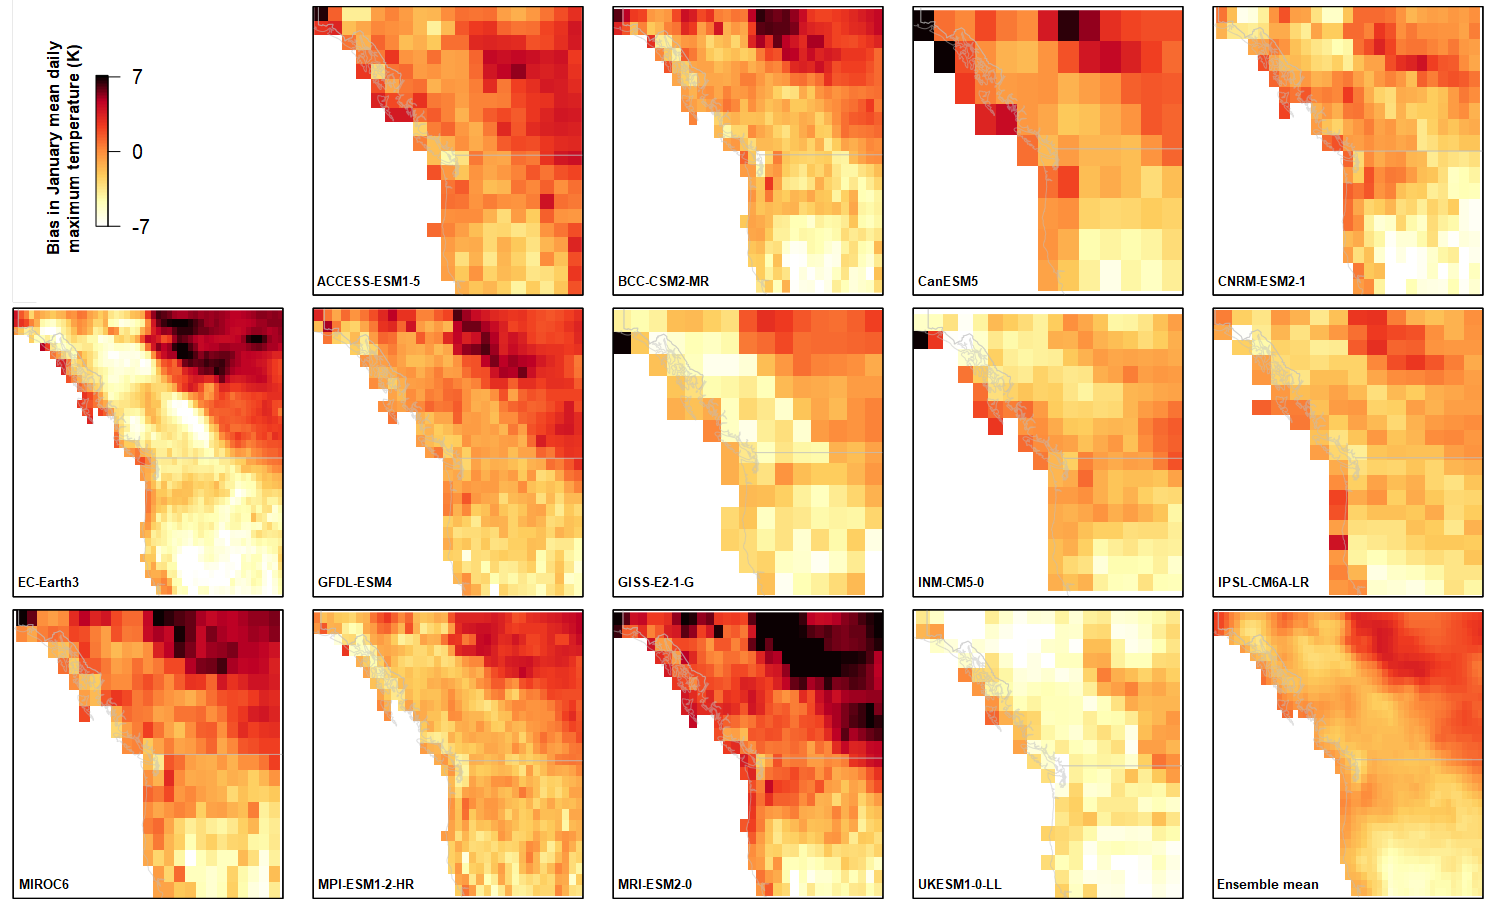 Bias in January mean daily
maximum temperature (K)
7
0
-7
ACCESS-ESM1-5
BCC-CSM2-MR
CanESM5
CNRM-ESM2-1
EC-Earth3
GFDL-ESM4
GISS-E2-1-G
INM-CM5-0
IPSL-CM6A-LR
MIROC6
MPI-ESM1-2-HR
MRI-ESM2-0
UKESM1-0-LL
Ensemble mean